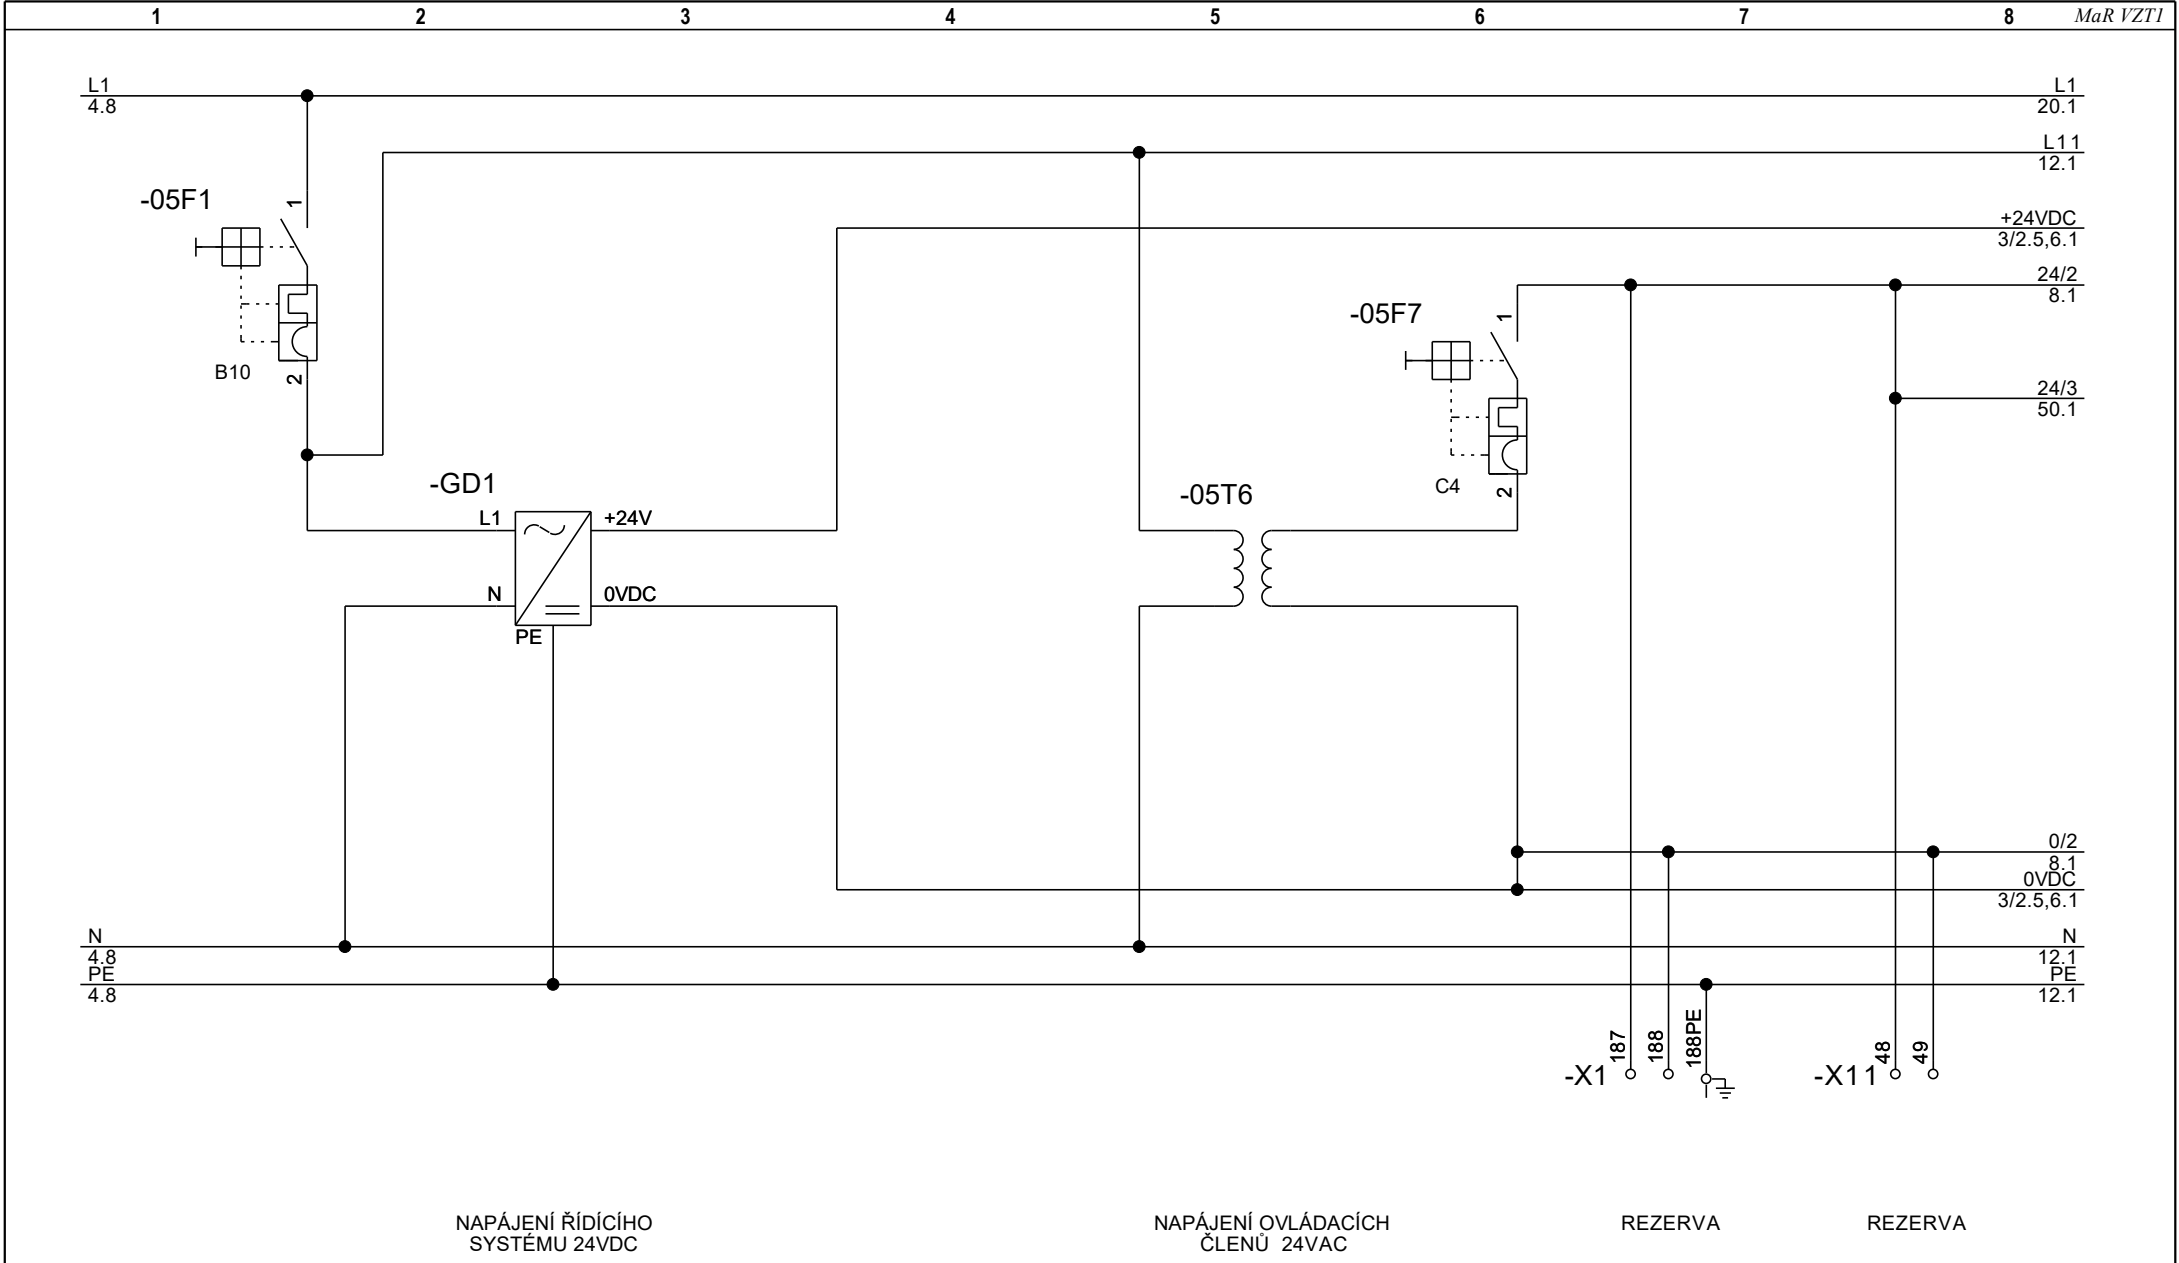 1 2 3 4 5 6 7 8 MaR VZT1
L1
4.8
L1
20.1
L11
12.1
-05F1
1
+24VDC
3/2.5,6.1
24/2
8.1
-05F7
1
B10
2
24/3
50.1
-GD1
-05T6
C4
2
L1
+24V
N
0VDC
PE
0/2
8.1
0VDC
3/2.5,6.1
N
4.8
N
12.1
PE
4.8
PE
12.1
-X1
187
188
188PE
-X11
48
49
NAPÁJENÍ ŘÍDÍCÍHO
SYSTÉMU 24VDC
NAPÁJENÍ OVLÁDACÍCH
ČLENŮ 24VAC
REZERVA
REZERVA